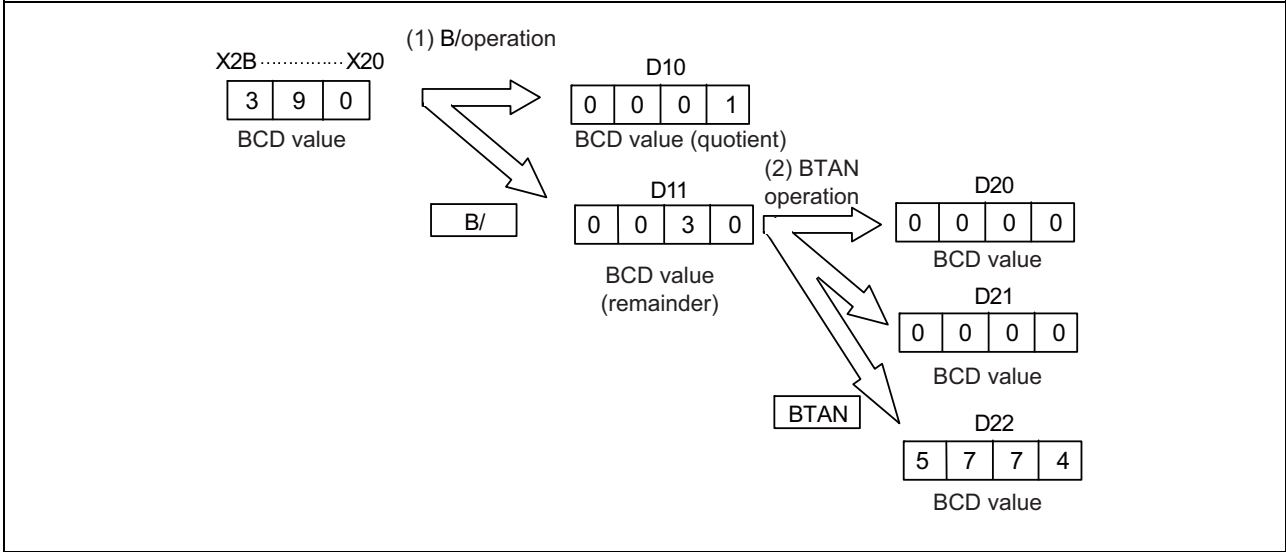 (1) B/operation
X2B ·············· X20
3 9 0
BCD value
D10
0 0 0 1
BCD value (quotient)
B/
D11
0 0 3 0
BCD value
(remainder)
(2) BTAN
operation
D20
0 0 0 0
BCD value
D21
0 0 0 0
BCD value
BTAN
D22
5 7 7 4
BCD value